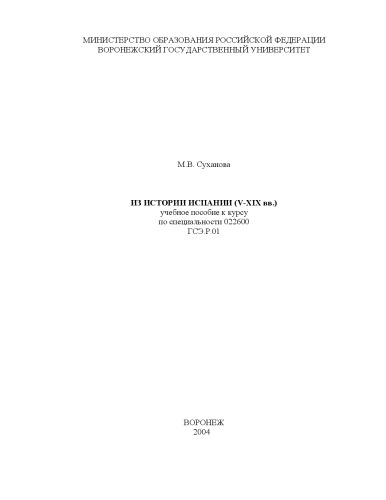 МИНИСТЕРСТВО ОБРАЗОВАНИЯ РОССИЙСКОЙ ФЕДЕРАЦИИ
ВОРОНЕЖСКИЙ ГОСУДАРСТВЕННЫЙ УНИВЕРСИТЕТ
М.В. Суханова
ИЗ ИСТОРИИ ИСПАНИИ (V-XIX вв.)
учебное пособие к курсу
по специальности 022600
ГСЭ.Р.01
ВОРОНЕЖ
2004